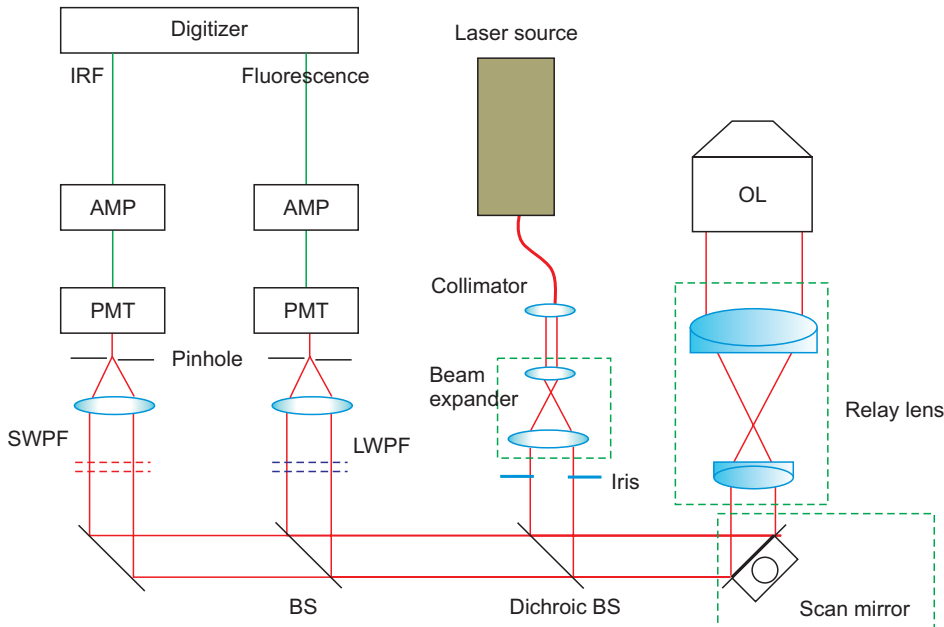 Digitizer
IRF
Fluorescence
Laser source
AMP
AMP
OL
Collimator
PMT
PMT
Pinhole
Beam
expander
Relay lens
SWPF
LWPF
Iris
BS
Dichroic BS
Scan mirror